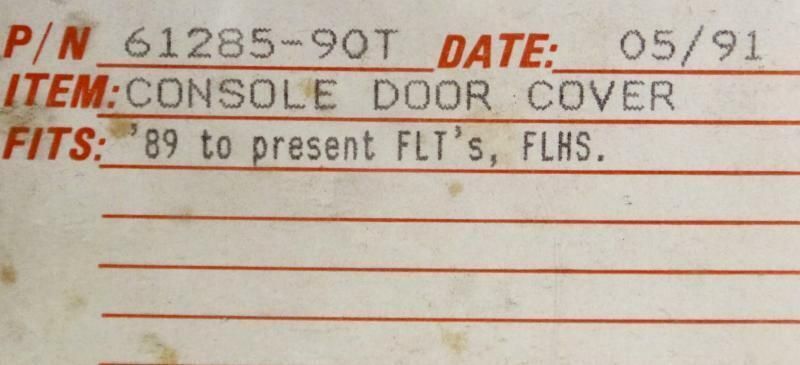 P/N 61285-90T DATE: 05/91
ITEM: CONSOLE DOOR COVER
FITS: '89 to present FLT's, FLHS.